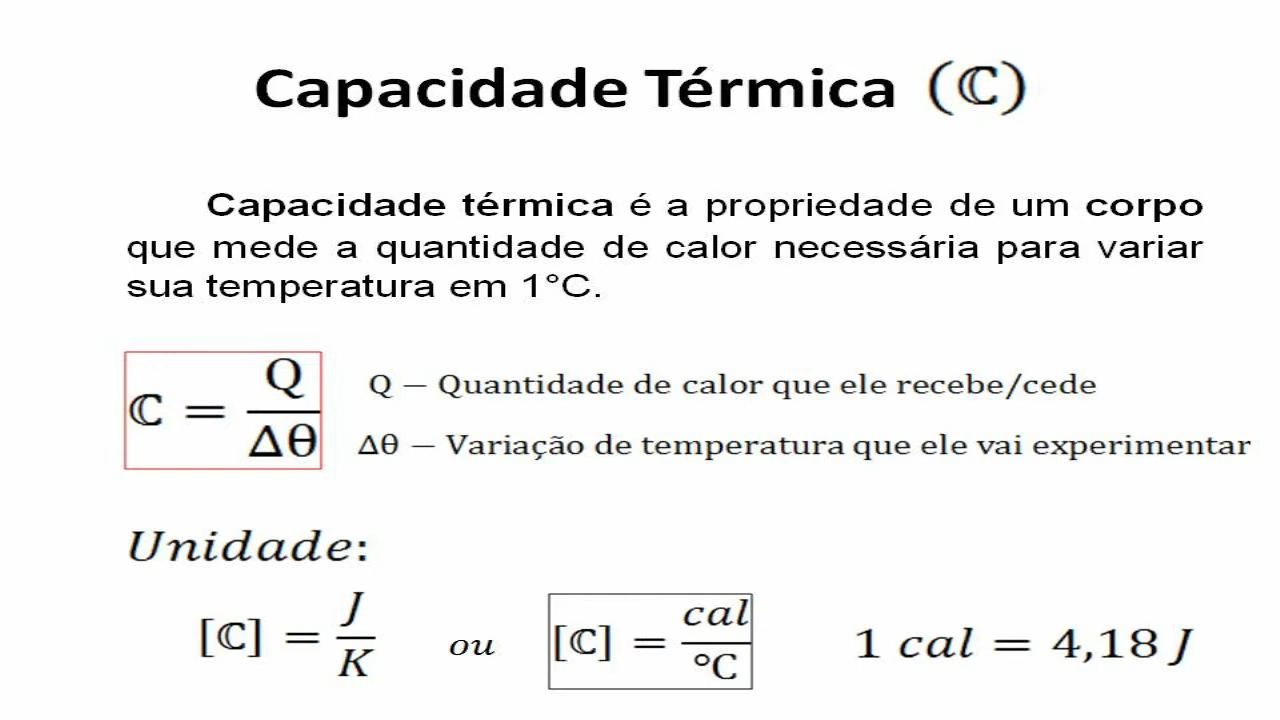 Capacidade Térmica (ℂ)
Capacidade térmica é a propriedade de um corpo
que mede a quantidade de calor necessária para variar
sua temperatura em 1°C.
ℂ = Q/Δθ
Q − Quantidade de calor que ele recebe/cede
Δθ − Variação de temperatura que ele vai experimentar
Unidade:
[ℂ] = J/K ou [ℂ] = cal/°C 1 cal = 4,18 J